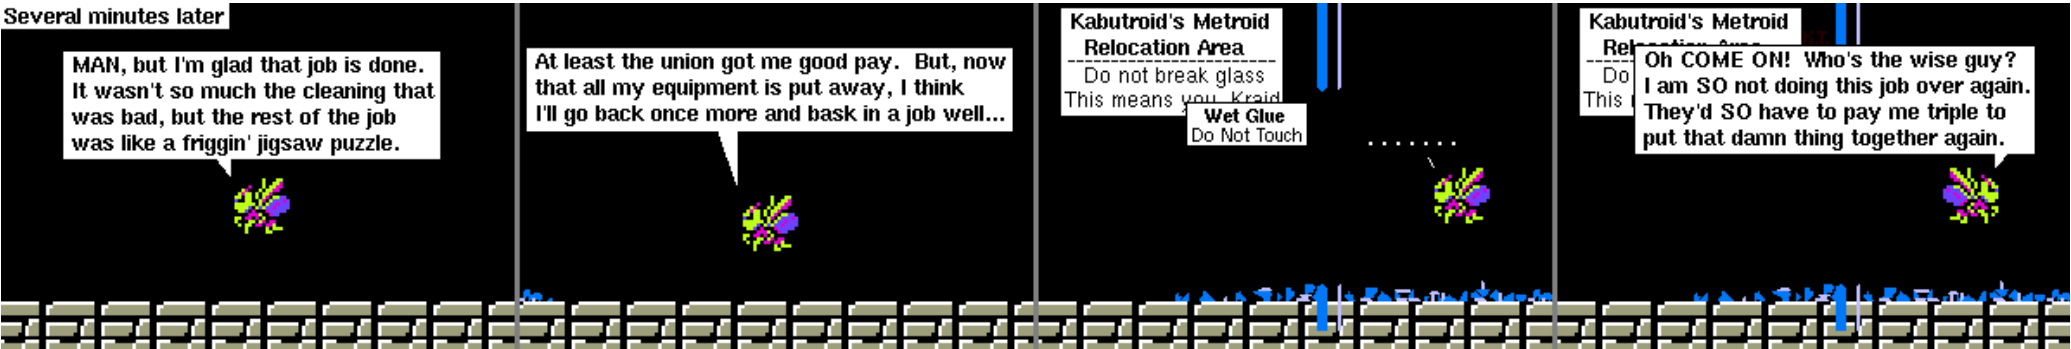 Several minutes later
MAN, but I'm glad that job is done.
It wasn't so much the cleaning that
was bad, but the rest of the job
was like a friggin' jigsaw puzzle.
At least the union got me good pay.  But, now
that all my equipment is put away, I think
I'll go back once more and bask in a job well...
Kabutroid's Metroid
Relocation Area
Do not break glass
This means you, Kraid
Wet Glue
Do Not Touch
. . . . . . .
Kabutroid's Metroid
Relocation Area
Do
This
Oh COME ON!  Who's the wise guy?
I am SO not doing this job over again.
They'd SO have to pay me triple to
put that damn thing together again.